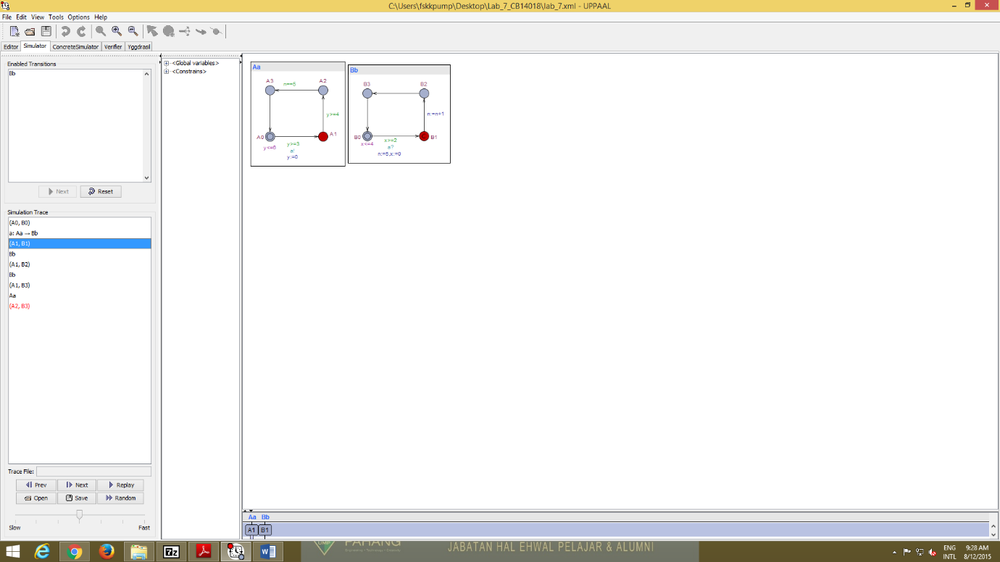 C:\Users\fskkpump\Desktop\Lab_7_CB14018\lab_7.xml - UPPAAL
File Edit View Tools Options Help
Editor Simulator ConcreteSimulator Verifier Yggdrasil
Enabled Transitions
Bb
Next Reset
Simulation Trace
(A0, B0)
a: Aa → Bb
(A1, B1)
Bb
(A1, B2)
Bb
(A1, B3)
Aa
(A2, B3)
Trace File:
Prev Next Replay
Open Save Random
Slow Fast
<Global variables>
<Constrains>
Aa
A3 A2
n==5
y>=4
A0 A1
y<=6 y>=3
a!
y:=0
Bb
B3 B2
n:=n+1
B0 B1
x<=4 x>=2
a?
n:=5,x:=0
Aa Bb
A1 B1
UMP PAHANG
JABATAN HAL EHWAL PELAJAR & ALUMNI
7z
ENG 9:28 AM
INTL 8/12/2015